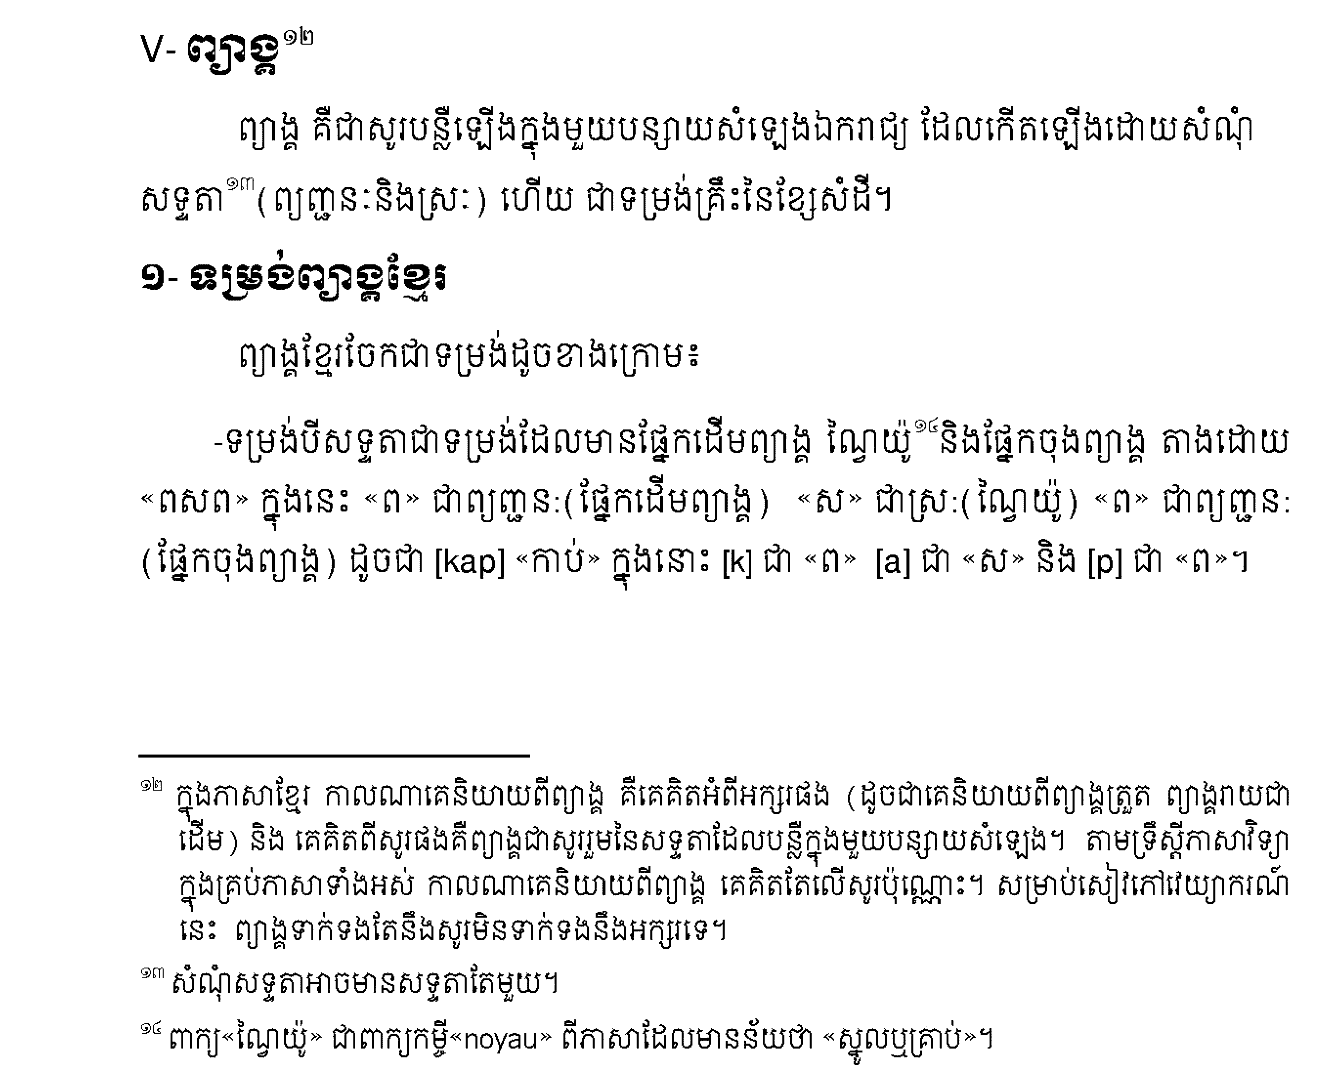 V- ព្យាង្គ១២
ព្យាង្គ គឺជាសូរបន្លឺឡើងក្នុងមួយបន្សាយសំឡេងឯករាជ្យ ដែលកើតឡើងដោយសំណុំ
សទ្ទតា១៣(ព្យញ្ជនៈនិងស្រៈ) ហើយ ជាទម្រង់គ្រឹះនៃខ្សែសំដី។
១- ទម្រង់ព្យាង្គខ្មែរ
ព្យាង្គខ្មែរចែកជាទម្រង់ដូចខាងក្រោម៖
-ទម្រង់បីសទ្ទតាជាទម្រង់ដែលមានផ្នែកដើមព្យាង្គ ណ្វៃយ៉ូ១៤និងផ្នែកចុងព្យាង្គ តាងដោយ
«ពសព» ក្នុងនេះ «ព» ជាព្យញ្ជនៈ(ផ្នែកដើមព្យាង្គ) «ស» ជាស្រៈ(ណ្វៃយ៉ូ) «ព» ជាព្យញ្ជនៈ
(ផ្នែកចុងព្យាង្គ) ដូចជា [kap] «កាប់» ក្នុងនោះ [k] ជា «ព» [a] ជា «ស» និង [p] ជា «ព»។
១២ ក្នុងភាសាខ្មែរ កាលណាគេនិយាយពីព្យាង្គ គឺគេគិតអំពីអក្សរផង (ដូចជាគេនិយាយពីព្យាង្គត្រួត ព្យាង្គរាយជា
ដើម) និង គេគិតពីសូរផងគឺព្យាង្គជាសូររួមនៃសទ្ទតាដែលបន្លឺក្នុងមួយបន្សាយសំឡេង។ តាមទ្រឹស្តីភាសាវិទ្យា
ក្នុងគ្រប់ភាសាទាំងអស់ កាលណាគេនិយាយពីព្យាង្គ គេគិតតែលើសូរប៉ុណ្ណោះ។ សម្រាប់សៀវភៅវេយ្យាករណ៍
នេះ ព្យាង្គទាក់ទងតែនឹងសូរមិនទាក់ទងនឹងអក្សរទេ។
១៣ សំណុំសទ្ទតាអាចមានសទ្ទតាតែមួយ។
១៤ ពាក្យ«ណ្វៃយ៉ូ» ជាពាក្យកម្ចី«noyau» ពីភាសាដែលមានន័យថា «ស្នូលឬគ្រាប់»។